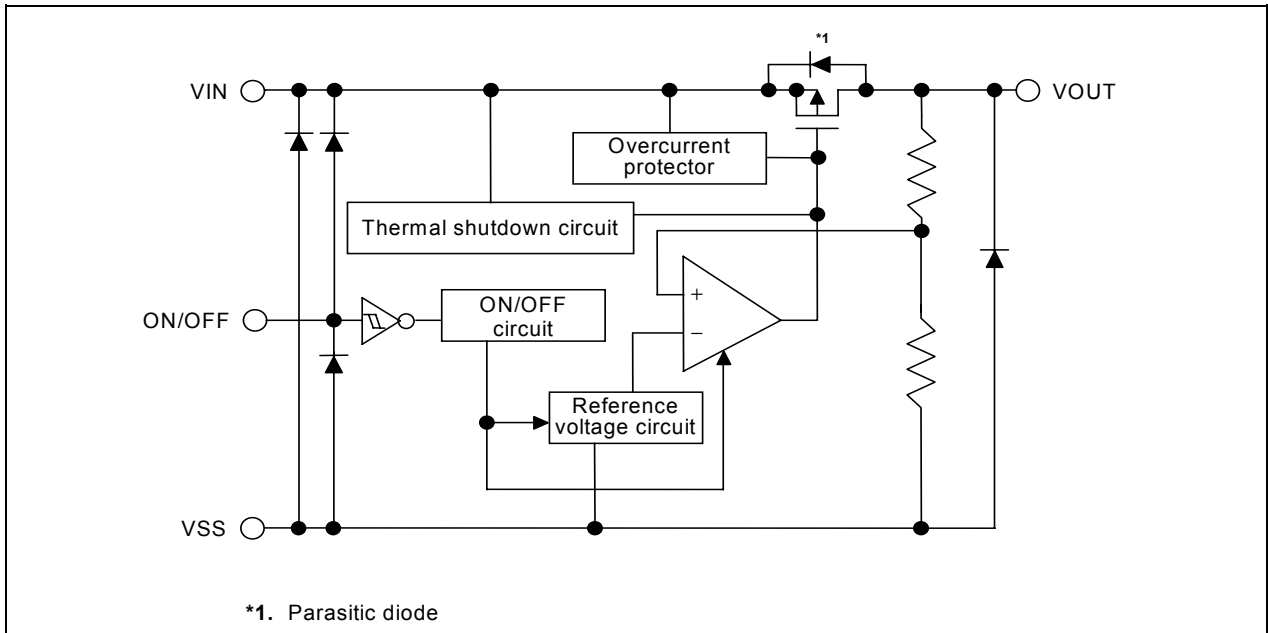 *1
VIN
VOUT
Overcurrent
protector
Thermal shutdown circuit
+
−
ON/OFF
ON/OFF
circuit
Reference
voltage circuit
VSS
*1. Parasitic diode